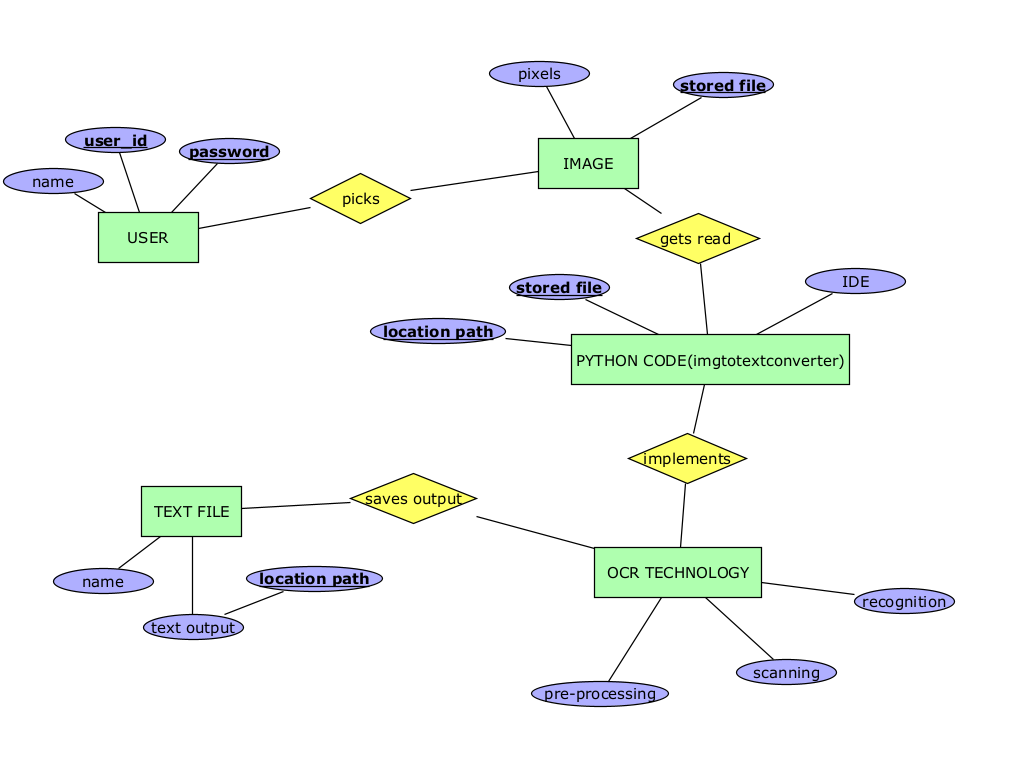 pixels
stored file
user_id
password
name
IMAGE
picks
USER
gets read
stored file
IDE
location path
PYTHON CODE(imgtotextconverter)
implements
saves output
TEXT FILE
OCR TECHNOLOGY
name
location path
recognition
text output
scanning
pre-processing